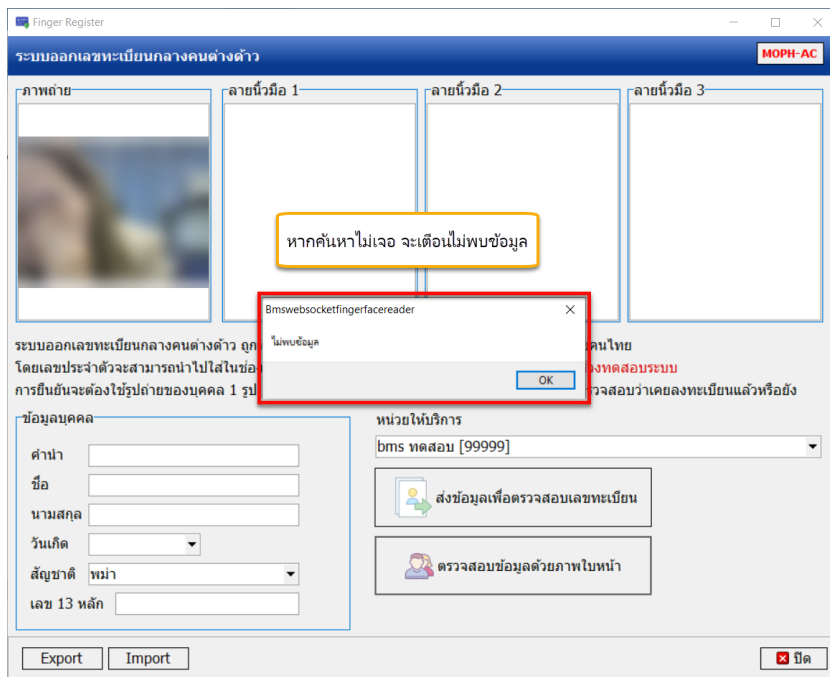 Finger Register
ระบบออกเลขทะเบียนกลางคนต่างด้าว
MOPH-AC
ภาพถ่าย
ลายนิ้วมือ 1
ลายนิ้วมือ 2
ลายนิ้วมือ 3
หากค้นหาไม่เจอ จะเตือนไม่พบข้อมูล
Bmswebsocketfingerfacereader
ไม่พบข้อมูล
OK
ระบบออกเลขทะเบียนกลางคนต่างด้าว ถูก คนไทย
โดยเลขประจำตัวจะสามารถนำไปใส่ในช่อง งทดสอบระบบ
การยืนยันจะต้องใช้รูปถ่ายของบุคคล 1 รูป รวจสอบว่าเคยลงทะเบียนแล้วหรือยัง
ข้อมูลบุคคล
คำนำ
ชื่อ
นามสกุล
วันเกิด
สัญชาติ พม่า
เลข 13 หลัก
หน่วยให้บริการ
bms ทดสอบ [99999]
ส่งข้อมูลเพื่อตรวจสอบเลขทะเบียน
ตรวจสอบข้อมูลด้วยภาพใบหน้า
Export Import ปิด